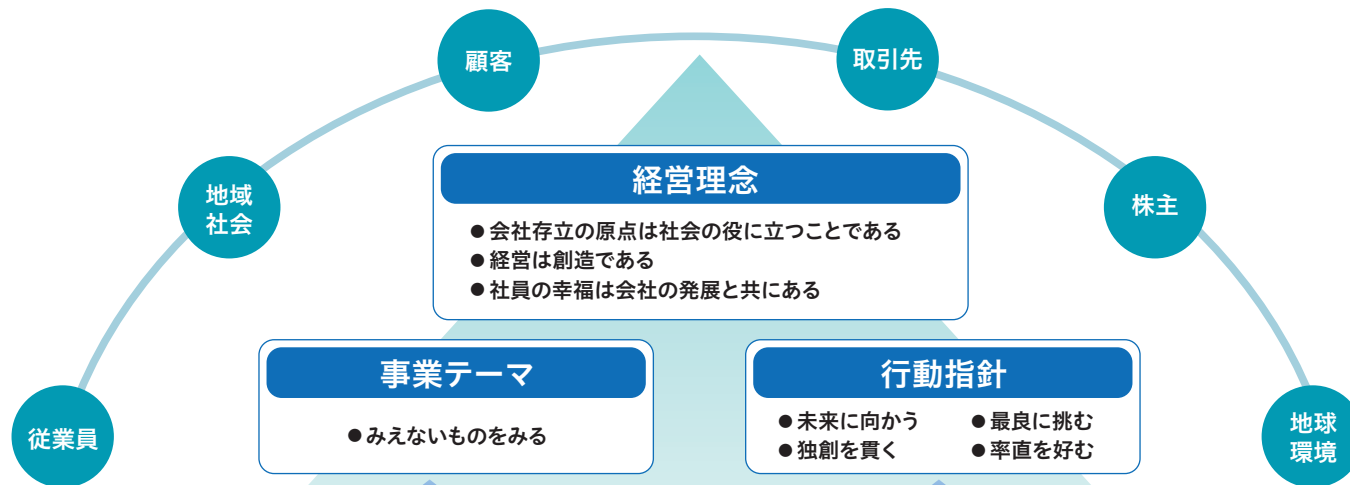 顧客
取引先
地域
社会
株主
従業員
地球
環境
経営理念
●会社存立の原点は社会の役に立つことである
●経営は創造である
●社員の幸福は会社の発展と共にある
事業テーマ
●みえないものをみる
行動指針
●未来に向かう ●最良に挑む
●独創を貫く ●率直を好む